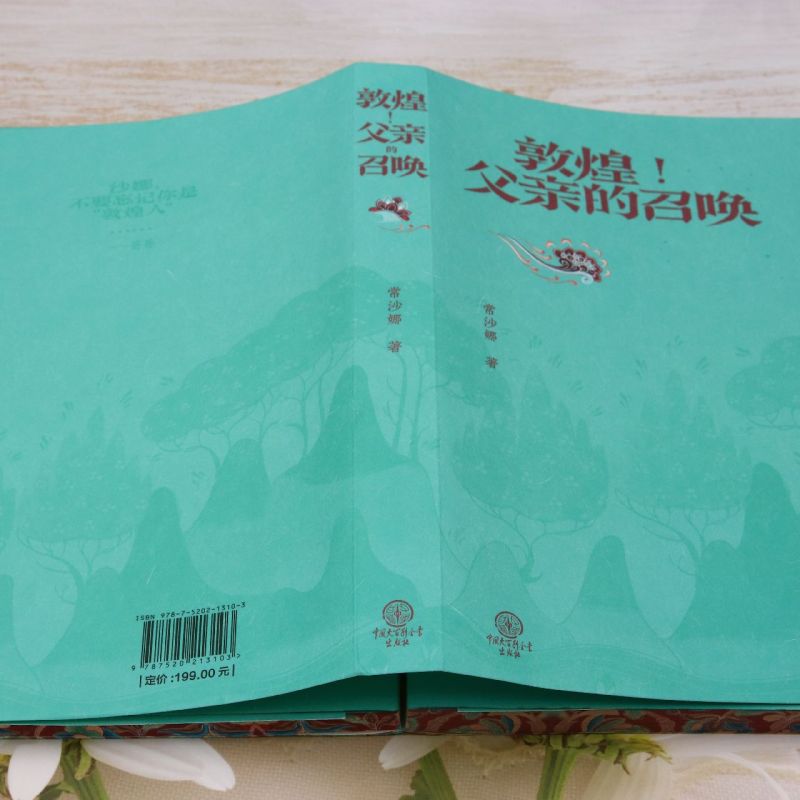 敦煌！
父亲的召唤
常沙娜 著
中国大百科全书
出版社
敦煌
！
父亲
的
召唤
常沙娜 著
中国大百科全书
出版社
沙娜，
不要忘记你是
“敦煌人”
……
——爸爸
ISBN 978-7-5202-1310-3
9 787520 213103>
定价：199.00元